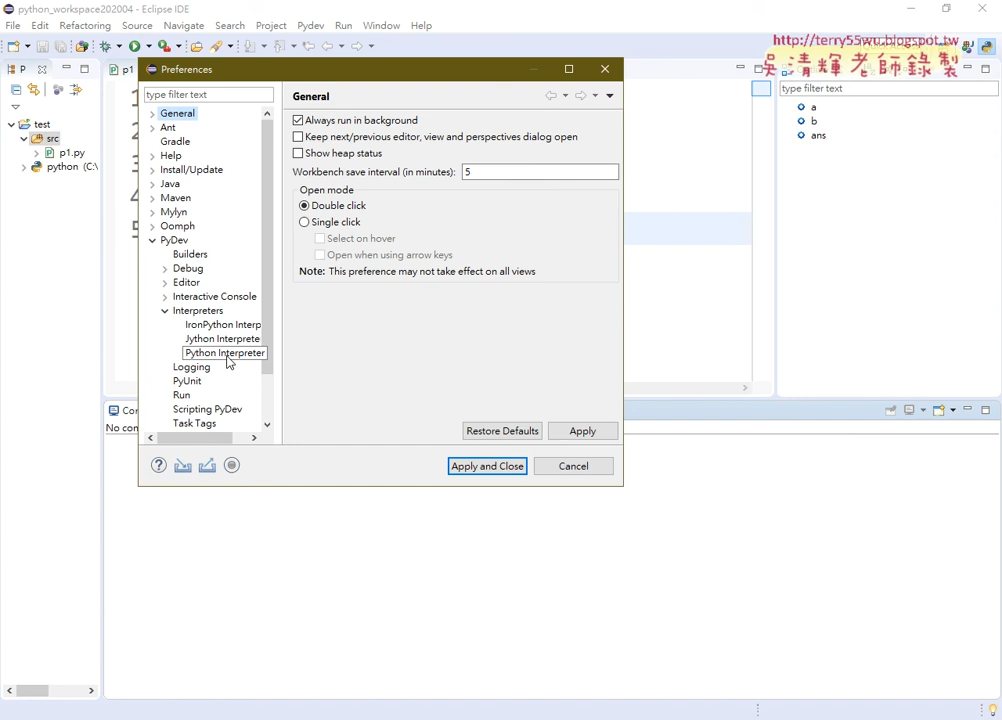 python_workspace202004 - Eclipse IDE
File Edit Refactoring Source Navigate Search Project Pydev Run Window Help
http://terry55wu.blogspot.tw
吳清輝老師錄製
P
p1
Preferences
type filter text
type filter text
General
a
b
ans
test
src
p1.py
python (C:\
General
Ant
Gradle
Help
Install/Update
Java
Maven
Mylyn
Oomph
PyDev
Builders
Debug
Editor
Interactive Console
Interpreters
IronPython Interp
Jython Interprete
Python Interpreter
Logging
PyUnit
Run
Scripting PyDev
Task Tags
Always run in background
Keep next/previous editor, view and perspectives dialog open
Show heap status
Workbench save interval (in minutes): 5
Open mode
Double click
Single click
Select on hover
Open when using arrow keys
Note: This preference may not take effect on all views
Restore Defaults Apply
Apply and Close Cancel
Con
No con